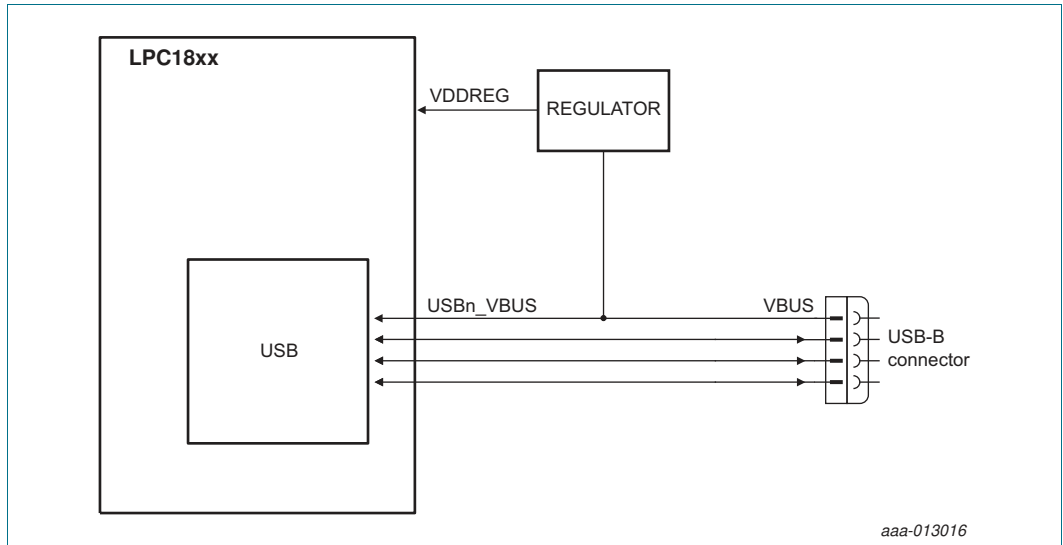 LPC18xx
VDDREG
REGULATOR
USBn_VBUS
VBUS
USB
USB-B
connector
aaa-013016